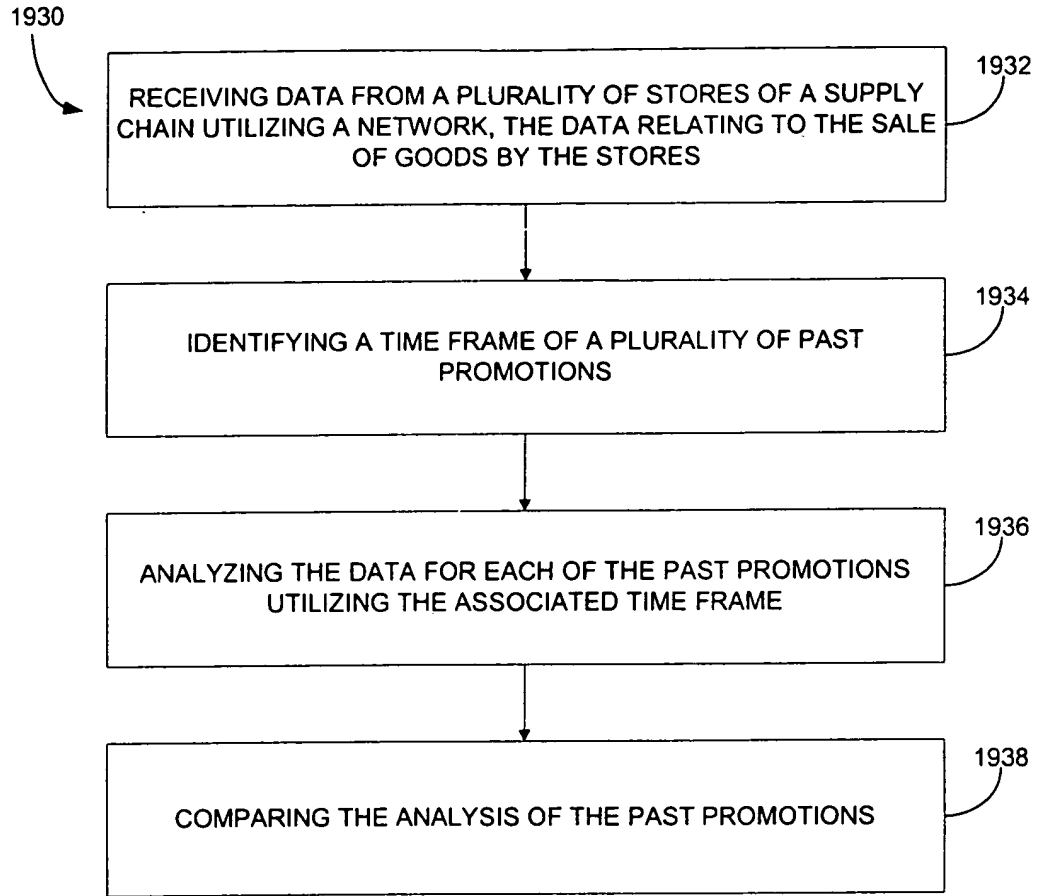 1930
1932
RECEIVING DATA FROM A PLURALITY OF STORES OF A SUPPLY
CHAIN UTILIZING A NETWORK, THE DATA RELATING TO THE SALE
OF GOODS BY THE STORES
1934
IDENTIFYING A TIME FRAME OF A PLURALITY OF PAST
PROMOTIONS
1936
ANALYZING THE DATA FOR EACH OF THE PAST PROMOTIONS
UTILIZING THE ASSOCIATED TIME FRAME
1938
COMPARING THE ANALYSIS OF THE PAST PROMOTIONS